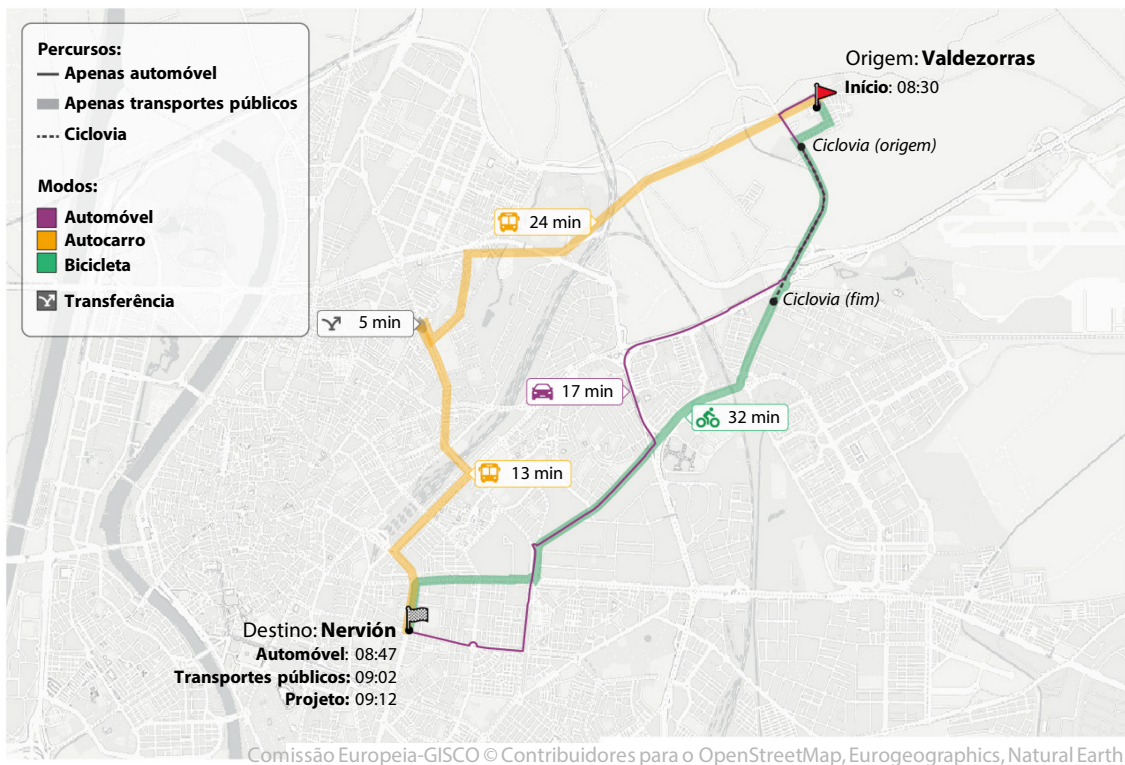 Percursos:
Apenas automóvel
Apenas transportes públicos
Ciclovia
Modos:
Automóvel
Autocarro
Bicicleta
Transferência
Origem: Valdezorras
Início: 08:30
Ciclovia (origem)
24 min
Ciclovia (fim)
5 min
17 min
32 min
13 min
Destino: Nervión
Automóvel: 08:47
Transportes públicos: 09:02
Projeto: 09:12
Comissão Europeia-GISCO © Contribuidores para o OpenStreetMap, Eurogeographics, Natural Earth